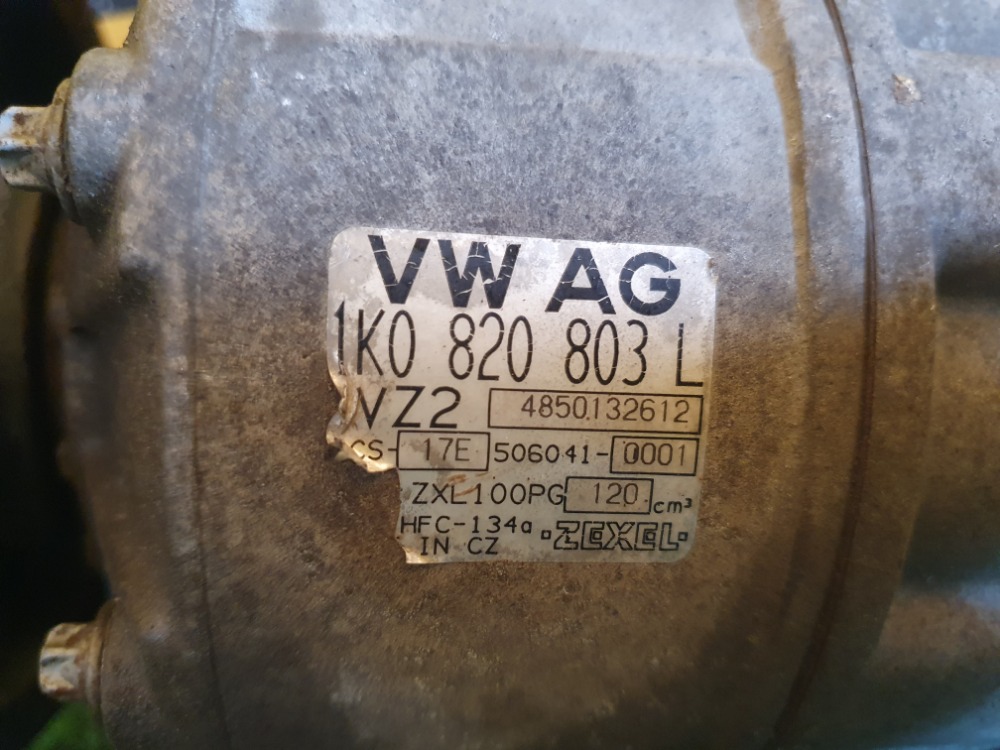 VW AG
1K0 820 803 L
VZ2 4850132612
CS- 17E 506041- 0001
ZXL100PG 120 cm³
HFC-134a ·ZEXEL·
IN CZ